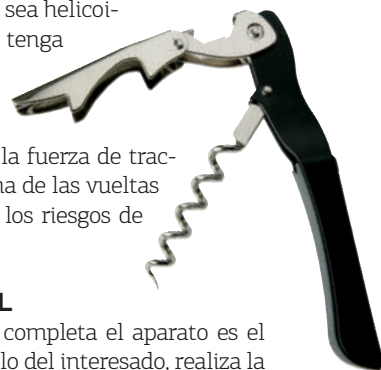 sea helicoi-
tenga
la fuerza de trac-
na de las vueltas
los riesgos de
L
completa el aparato es el
lo del interesado, realiza la